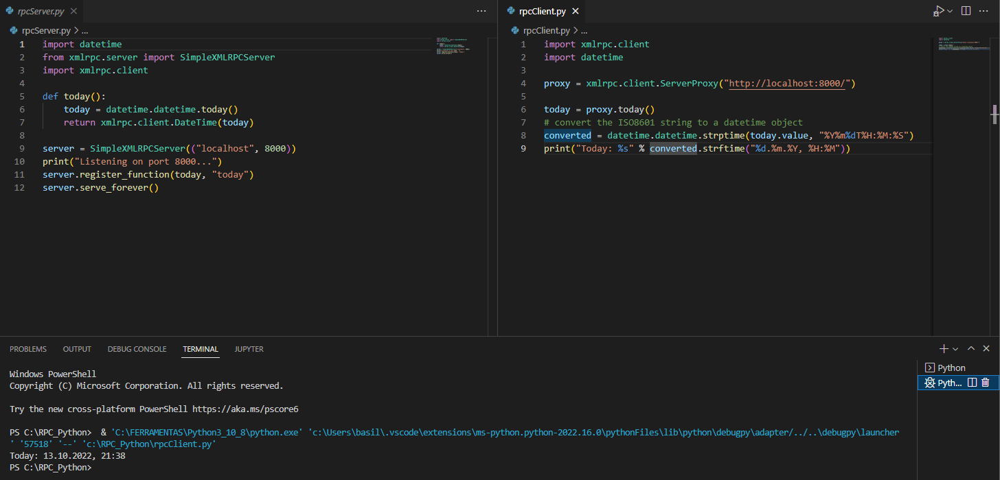 rpcServer.py
rpcServer.py > ...
1 import datetime
2 from xmlrpc.server import SimpleXMLRPCServer
3 import xmlrpc.client
4
5 def today():
6     today = datetime.datetime.today()
7     return xmlrpc.client.DateTime(today)
8
9 server = SimpleXMLRPCServer(("localhost", 8000))
10 print("Listening on port 8000...")
11 server.register_function(today, "today")
12 server.serve_forever()
rpcClient.py
rpcClient.py > ...
1 import xmlrpc.client
2 import datetime
3
4 proxy = xmlrpc.client.ServerProxy("http://localhost:8000/")
5
6 today = proxy.today()
7 # convert the ISO8601 string to a datetime object
8 converted = datetime.datetime.strptime(today.value, "%Y%m%dT%H:%M:%S")
9 print("Today: %s" % converted.strftime("%d.%m.%Y, %H:%M"))
PROBLEMS OUTPUT DEBUG CONSOLE TERMINAL JUPYTER
Windows PowerShell
Copyright (C) Microsoft Corporation. All rights reserved.
Try the new cross-platform PowerShell https://aka.ms/pscore6
PS C:\RPC_Python>  & 'C:\FERRAMENTAS\Python3_10_8\python.exe' 'c:\Users\basil\.vscode\extensions\ms-python.python-2022.16.0\pythonFiles\lib\python\debugpy\adapter/../..\debugpy\launcher
' '57518' '--' 'c:\RPC_Python\rpcClient.py'
Today: 13.10.2022, 21:38
PS C:\RPC_Python>
Python
Pyth...